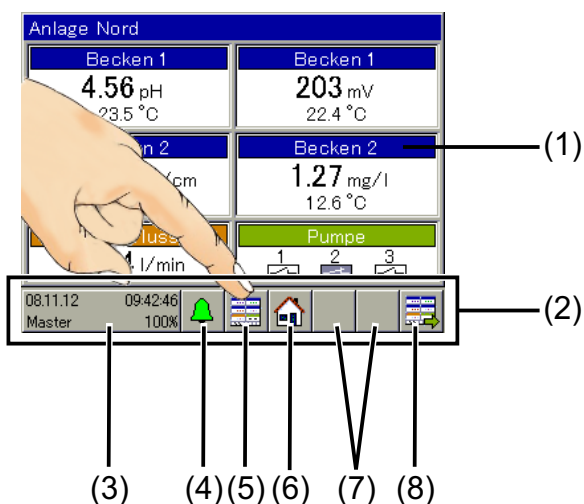 Anlage Nord
Becken 1
4.56 pH
23.5 °C
Becken 1
203 mV
22.4 °C
2
/cm
Becken 2
1.27 mg/l
12.6 °C
l/min
Pumpe
1 2 3
08.11.12 09:42:46
Master 100%
(1)
(2)
(3) (4) (5) (6) (7) (8)